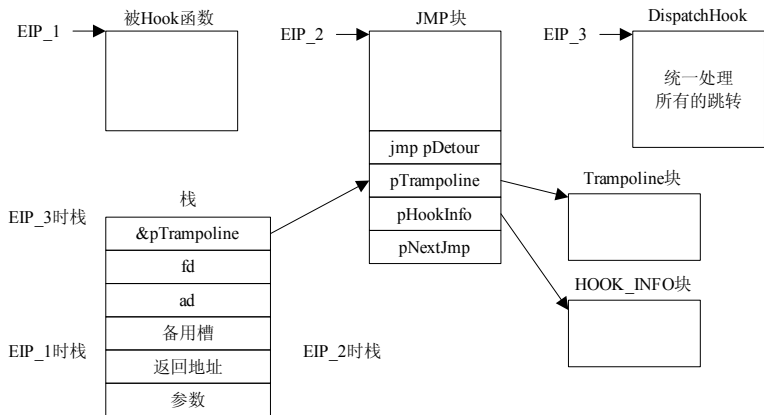 EIP_1
被Hook函数
EIP_2
JMP块
jmp pDetour
pTrampoline
pHookInfo
pNextJmp
EIP_3
DispatchHook
统一处理
所有的跳转
Trampoline块
HOOK_INFO块
栈
EIP_3时栈
&pTrampoline
fd
ad
备用槽
EIP_1时栈
返回地址
EIP_2时栈
参数